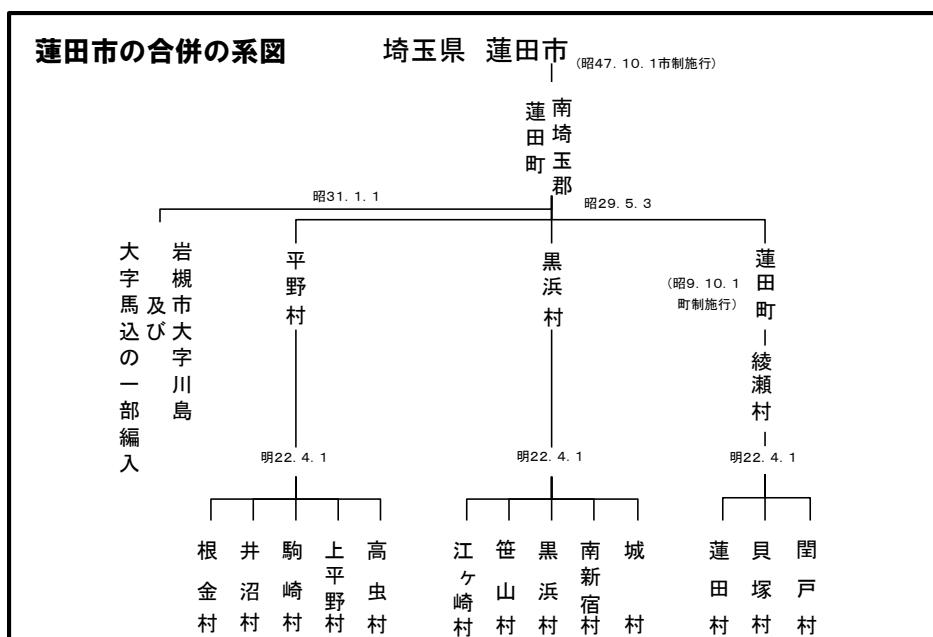 蓮田市の合併の系図
埼玉県 蓮田市
(昭47.10.1市制施行)
南埼玉郡
蓮田町
昭31.1.1
昭29.5.3
岩槻市大字川島
及び
大字馬込の一部編入
平野村
黒浜村
蓮田町
(昭9.10.1
町制施行)
綾瀬村
明22.4.1
明22.4.1
明22.4.1
根金村
井沼村
駒崎村
上平野村
高虫村
江ヶ崎村
笹山村
黒浜村
南新宿村
城村
蓮田村
貝塚村
閏戸村